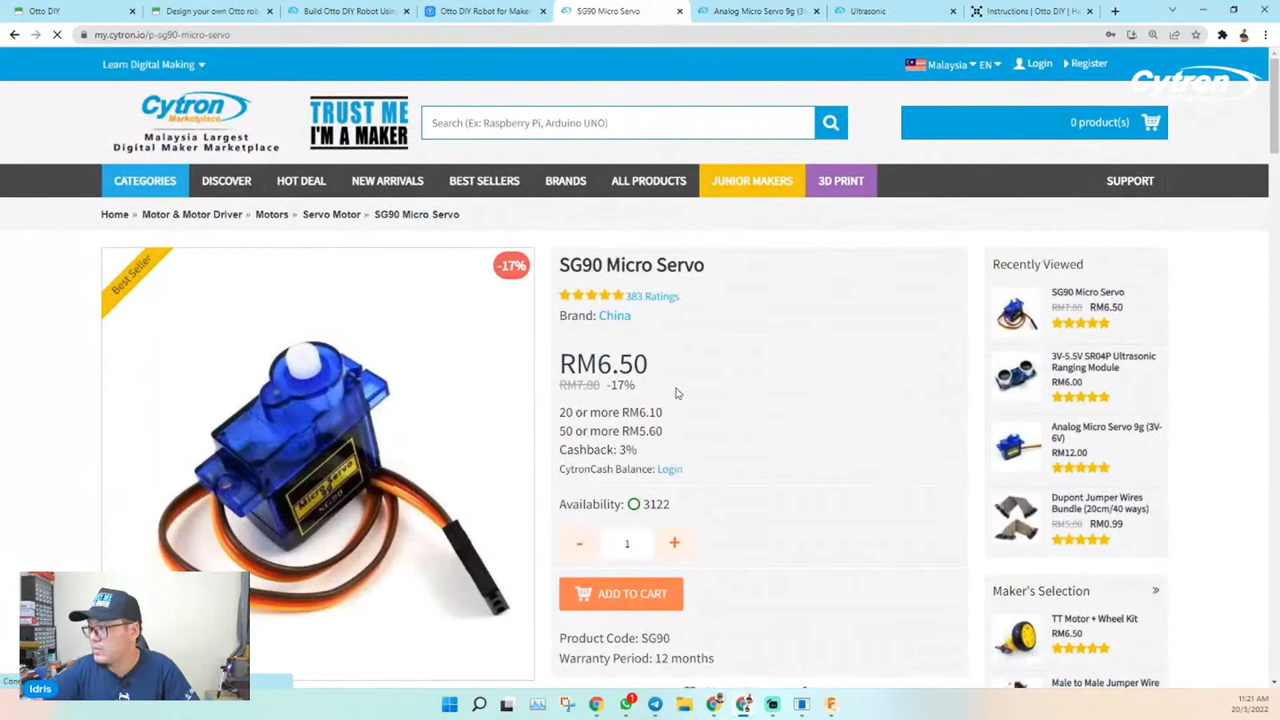 Otto DIY
Design your own Otto rob
Build Otto DIY Robot Using
Otto DIY Robot for Maker
SG90 Micro Servo
Analog Micro Servo 9g (3
Ultrasonic
Instructions | Otto DIY | Ha
my.cytron.io/p-sg90-micro-servo
Learn Digital Making
Malaysia
EN
Login
Register
Cytron
Cytron
Marketplace
Malaysia Largest
Digital Maker Marketplace
TRUST ME
I'M A MAKER
Search (Ex: Raspberry Pi, Arduino UNO)
0 product(s)
CATEGORIES
DISCOVER
HOT DEAL
NEW ARRIVALS
BEST SELLERS
BRANDS
ALL PRODUCTS
JUNIOR MAKERS
3D PRINT
SUPPORT
Home » Motor & Motor Driver » Motors » Servo Motor » SG90 Micro Servo
Best Seller
-17%
MicroServo
SG90
SG90 Micro Servo
383 Ratings
Brand: China
RM6.50
RM7.80 -17%
20 or more RM6.10
50 or more RM5.60
Cashback: 3%
CytronCash Balance: Login
Availability: 3122
- 1 +
ADD TO CART
Product Code: SG90
Warranty Period: 12 months
Recently Viewed
SG90 Micro Servo
RM7.80 RM6.50
3V-5.5V SR04P Ultrasonic
Ranging Module
RM6.00
Analog Micro Servo 9g (3V-
6V)
RM12.00
Dupont Jumper Wires
Bundle (20cm/40 ways)
RM5.00 RM0.99
Maker's Selection »
TT Motor + Wheel Kit
RM6.50
Male to Male Jumper Wire
Idris
11:21 AM
20/3/2022